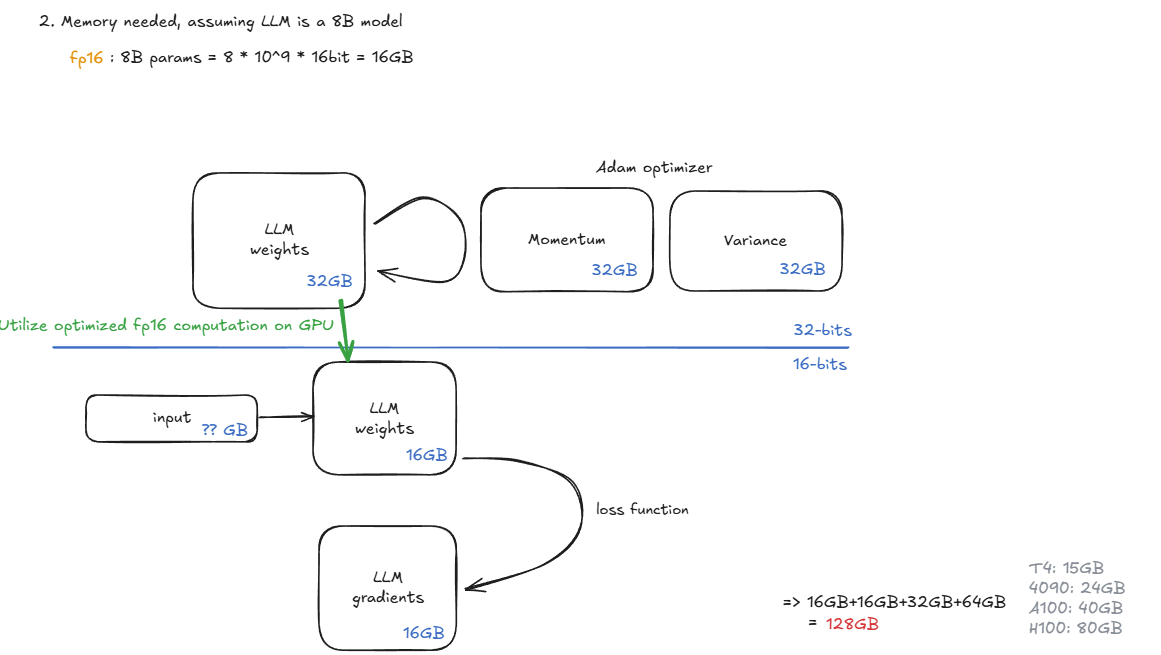 2. Memory needed, assuming LLM is a 8B model
fp16 : 8B params = 8 * 10^9 * 16bit = 16GB
Adam optimizer
LLM
weights
32GB
Momentum
32GB
Variance
32GB
Utilize optimized fp16 computation on GPU
32-bits
16-bits
input
?? GB
LLM
weights
16GB
loss function
LLM
gradients
16GB
=> 16GB+16GB+32GB+64GB
= 128GB
T4: 15GB
4090: 24GB
A100: 40GB
H100: 80GB